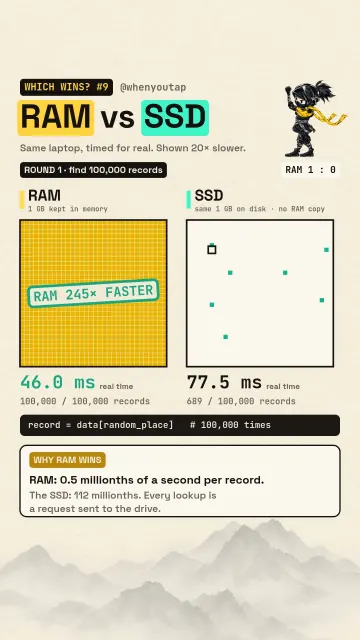 WHICH WINS? #9 @whenyoutap
RAM vs SSD
Same laptop, timed for real. Shown 20× slower.
ROUND 1 · find 100,000 records
RAM 1 : 0
RAM
1 GB kept in memory
SSD
same 1 GB on disk · no RAM copy
RAM 245× FASTER
46.0 ms real time
100,000 / 100,000 records
77.5 ms real time
689 / 100,000 records
record = data[random_place] # 100,000 times
WHY RAM WINS
RAM: 0.5 millionths of a second per record.
The SSD: 112 millionths. Every lookup is
a request sent to the drive.